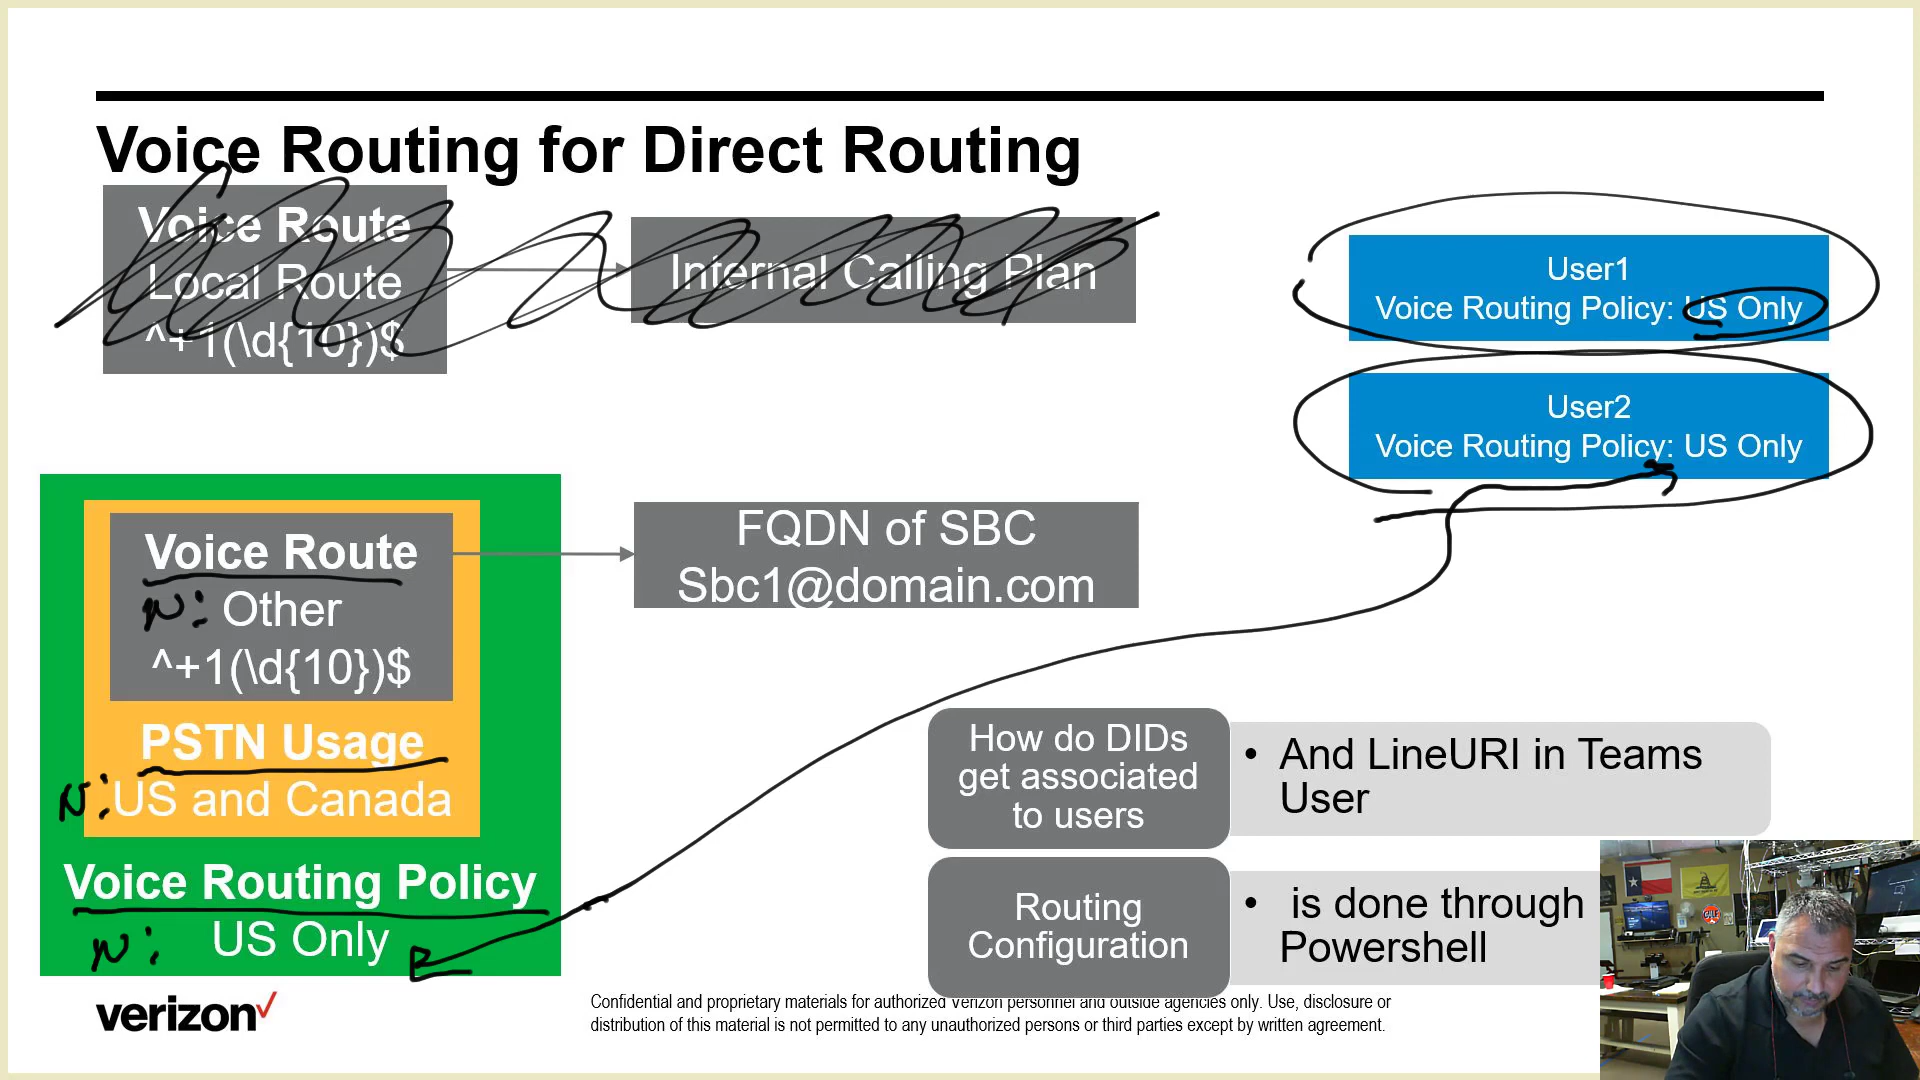 Voice Routing for Direct Routing
Voice Route
Local Route
^+1(\d{10})$
Internal Calling Plan
User1
Voice Routing Policy: US Only
User2
Voice Routing Policy: US Only
Voice Route
N: Other
^+1(\d{10})$
PSTN Usage
N: US and Canada
Voice Routing Policy
N: US Only
FQDN of SBC
Sbc1@domain.com
How do DIDs
get associated
to users
• And LineURI in Teams
User
Routing
Configuration
• is done through
Powershell
verizon✓
Confidential and proprietary materials for authorized Verizon personnel and outside agencies only. Use, disclosure or
distribution of this material is not permitted to any unauthorized persons or third parties except by written agreement.